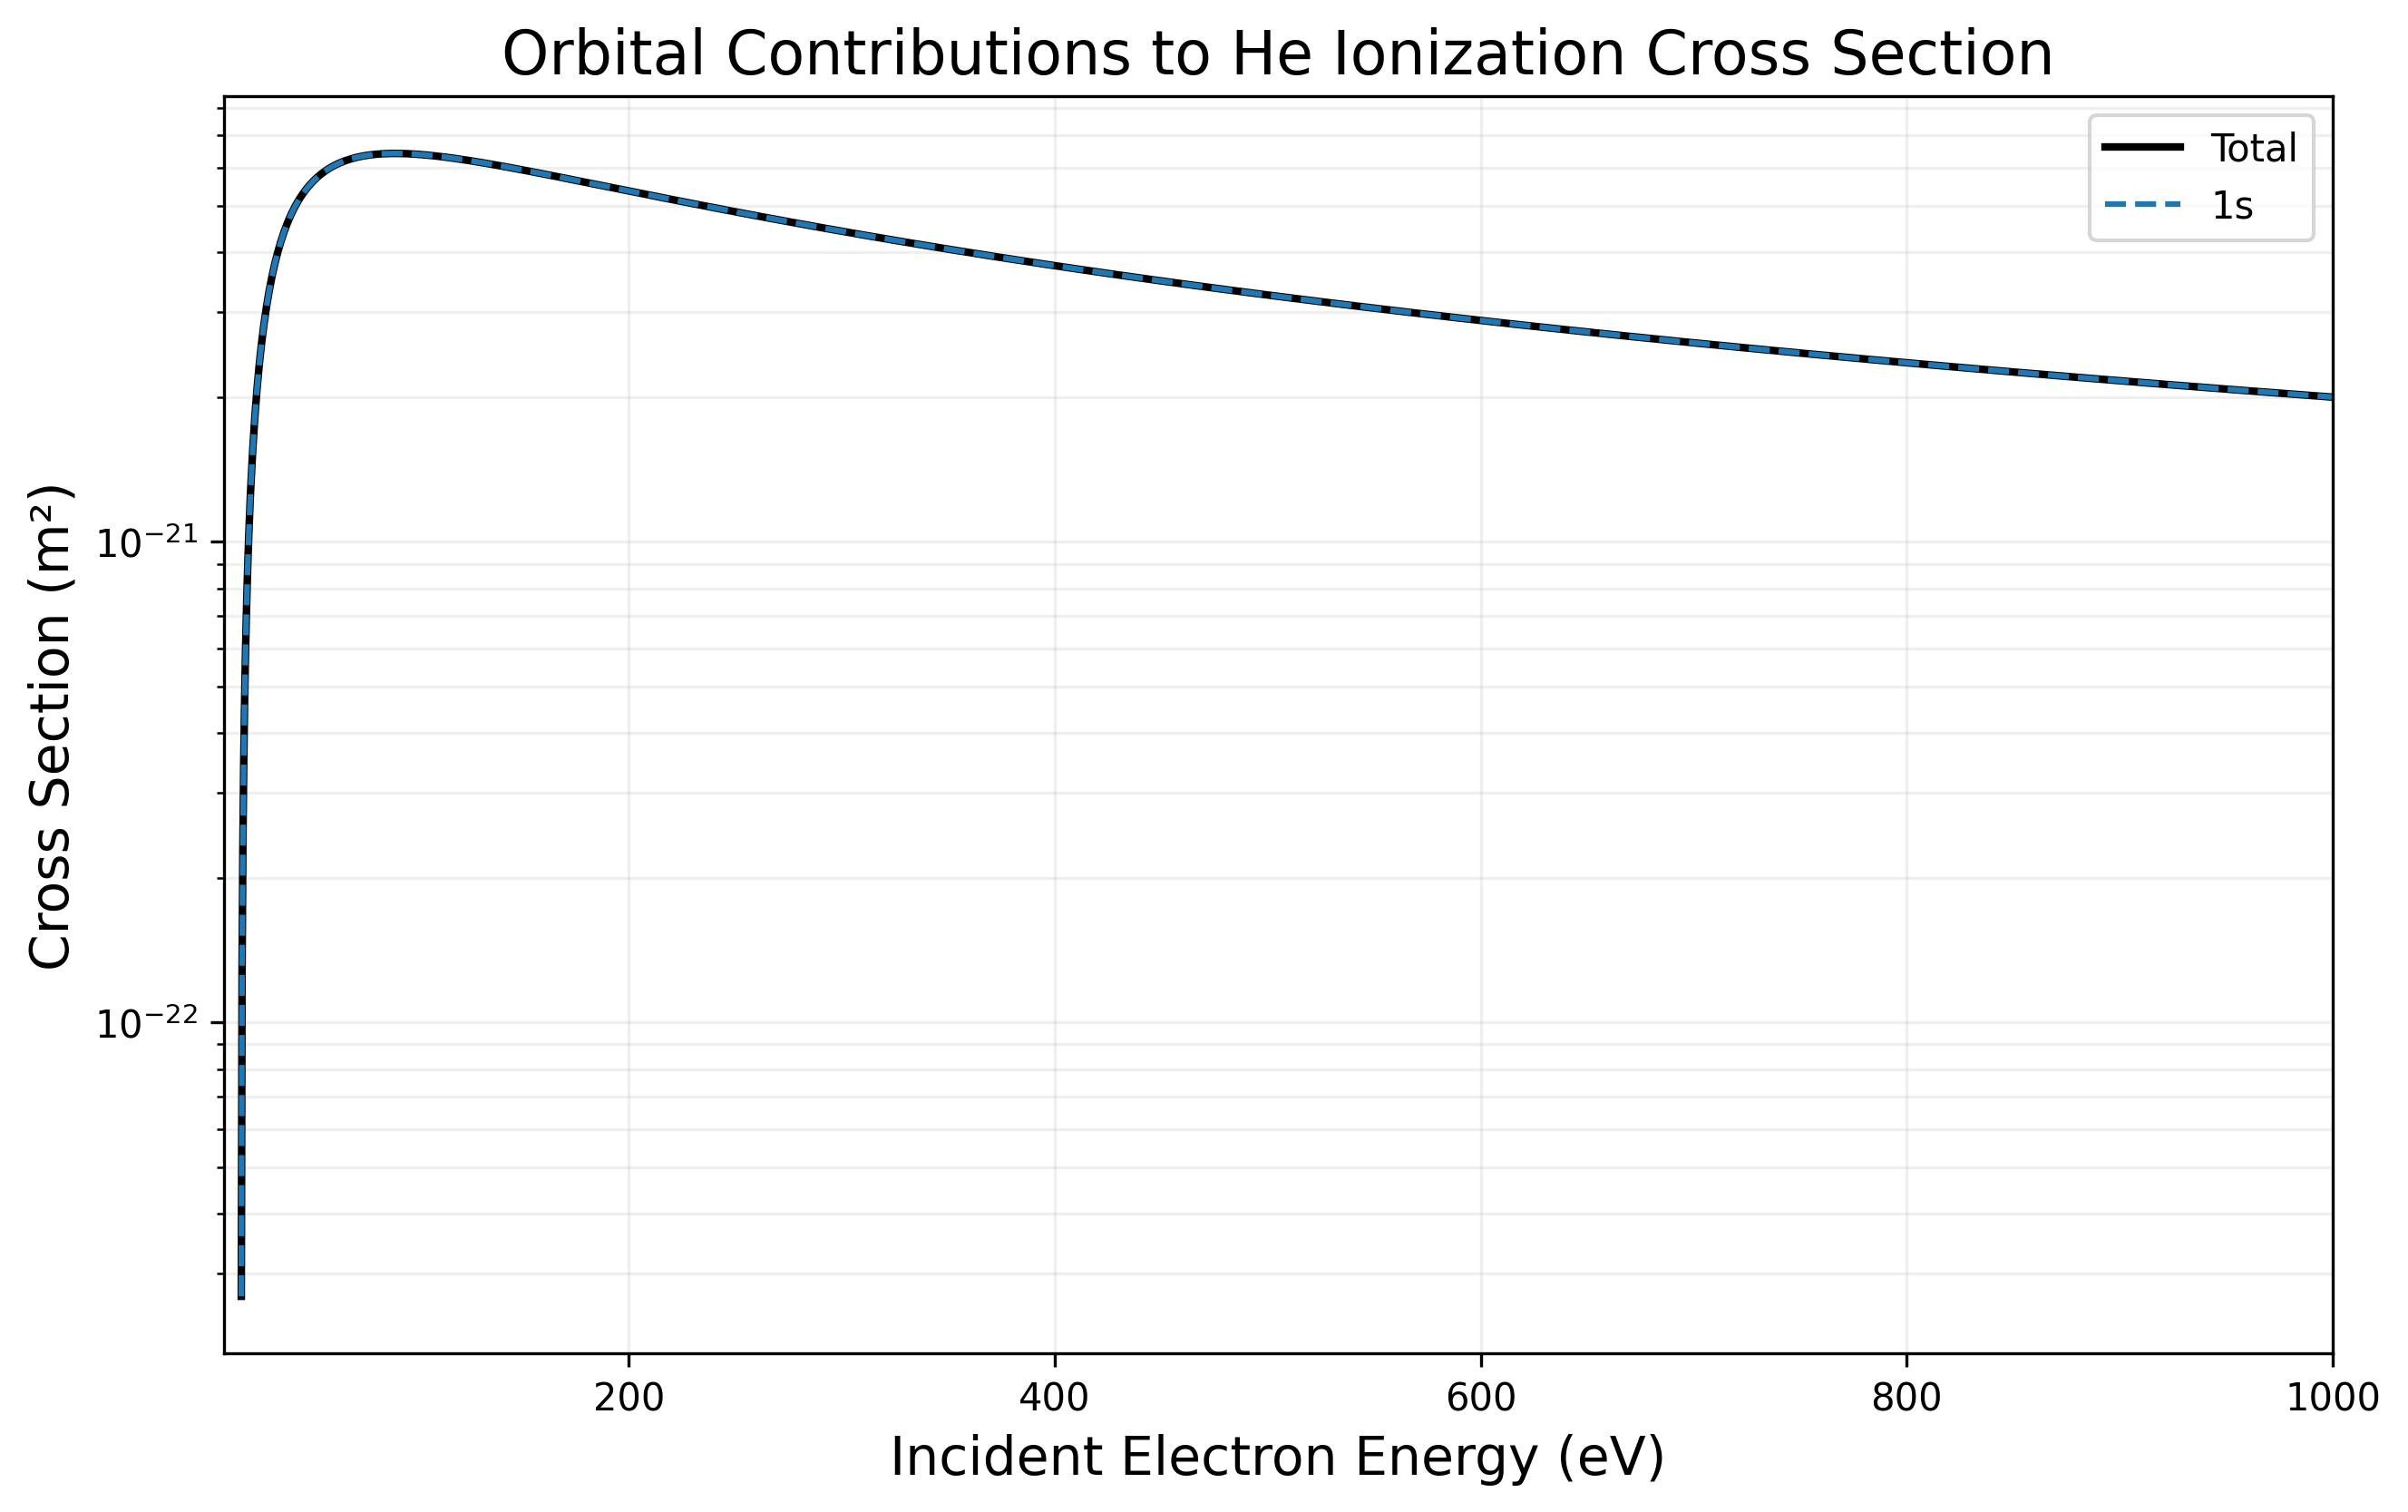 Orbital Contributions to He Ionization Cross Section
Total
1s
Cross Section (m²)
10⁻²¹
10⁻²²
200
400
600
800
1000
Incident Electron Energy (eV)